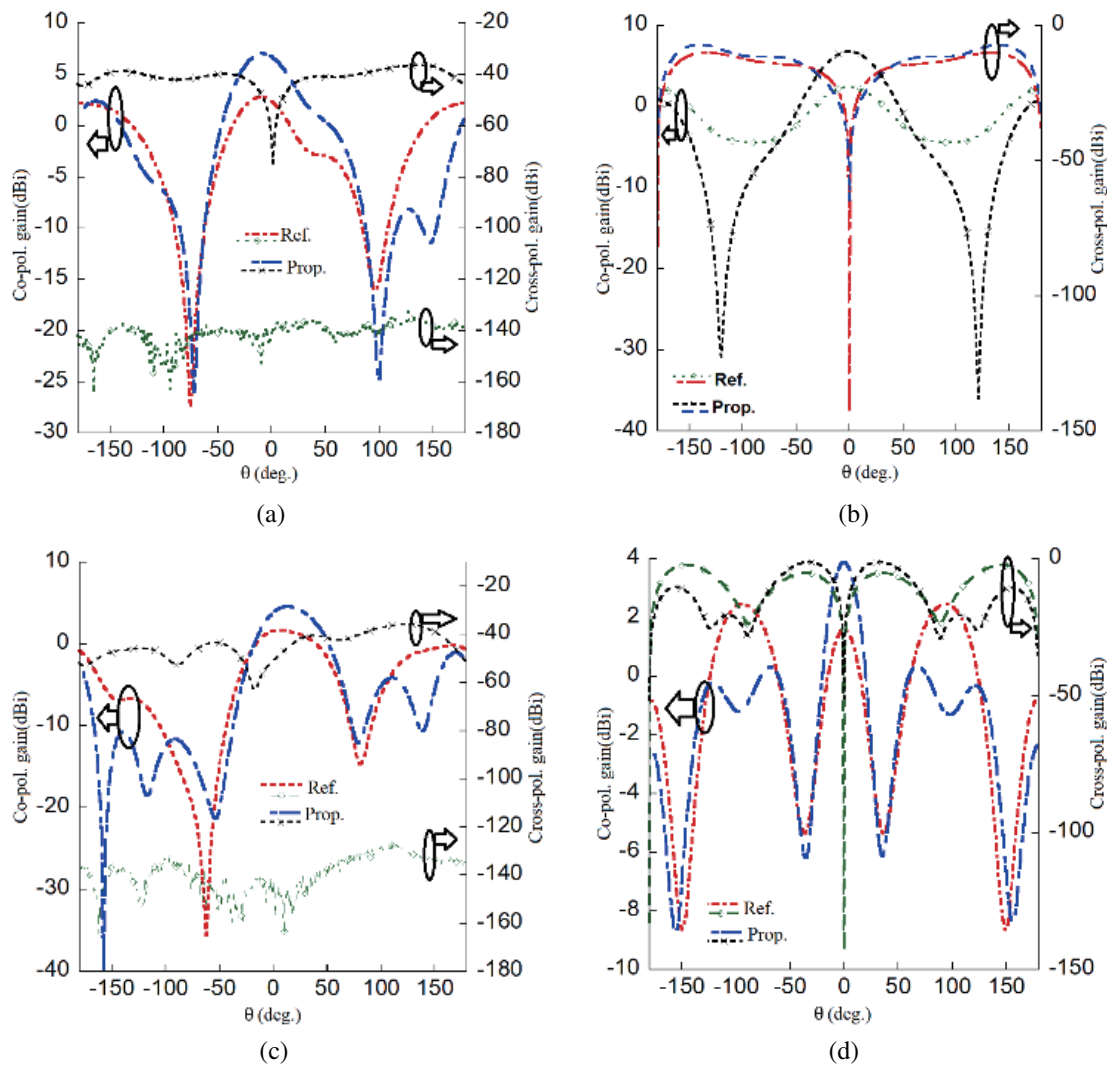 10
5
0
-5
-10
-15
-20
-25
-30
Co-pol. gain(dBi)
-20
-40
-60
-80
-100
-120
-140
-160
-180
Cross-pol. gain(dBi)
Ref.
Prop.
-150 -100 -50 0 50 100 150
θ (deg.)
(a)
10
0
-10
-20
-30
-40
Co-pol. gain(dBi)
0
-50
-100
-150
Cross-pol. gain(dBi)
Ref.
Prop.
-150 -100 -50 0 50 100 150
θ (deg.)
(b)
10
0
-10
-20
-30
-40
Co-pol. gain(dBi)
-20
-40
-60
-80
-100
-120
-140
-160
-180
Cross-pol. gain(dBi)
Ref.
Prop.
-150 -100 -50 0 50 100 150
θ (deg.)
(c)
4
2
0
-2
-4
-6
-8
-10
Co-pol. gain(dBi)
0
-50
-100
-150
Cross-pol. gain(dBi)
Ref.
Prop.
-150 -100 -50 0 50 100 150
θ (deg.)
(d)